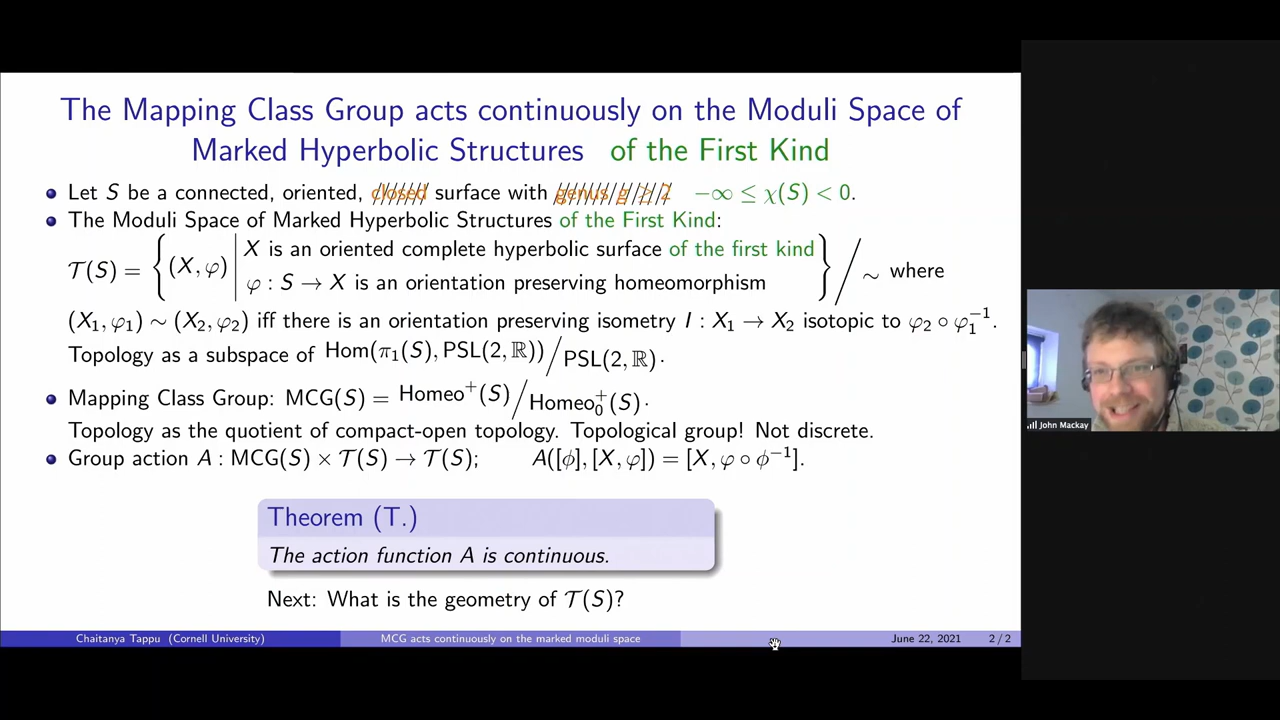 The Mapping Class Group acts continuously on the Moduli Space of
Marked Hyperbolic Structures of the First Kind
Let S be a connected, oriented, closed surface with genus g ≥ 2 −∞ ≤ χ(S) < 0.
The Moduli Space of Marked Hyperbolic Structures of the First Kind:
𝒯(S) = { (X, φ) | X is an oriented complete hyperbolic surface of the first kind
φ : S → X is an orientation preserving homeomorphism } / ∼ where
(X₁, φ₁) ∼ (X₂, φ₂) iff there is an orientation preserving isometry I : X₁ → X₂ isotopic to φ₂ ∘ φ₁⁻¹.
Topology as a subspace of Hom(π₁(S), PSL(2, ℝ)) / PSL(2, ℝ).
Mapping Class Group: MCG(S) = Homeo⁺(S) / Homeo₀⁺(S).
Topology as the quotient of compact-open topology. Topological group! Not discrete.
Group action A : MCG(S) × 𝒯(S) → 𝒯(S); A([ϕ], [X, φ]) = [X, φ ∘ ϕ⁻¹].
Theorem (T.)
The action function A is continuous.
Next: What is the geometry of 𝒯(S)?
Chaitanya Tappu (Cornell University) MCG acts continuously on the marked moduli space June 22, 2021 2 / 2
John Mackay